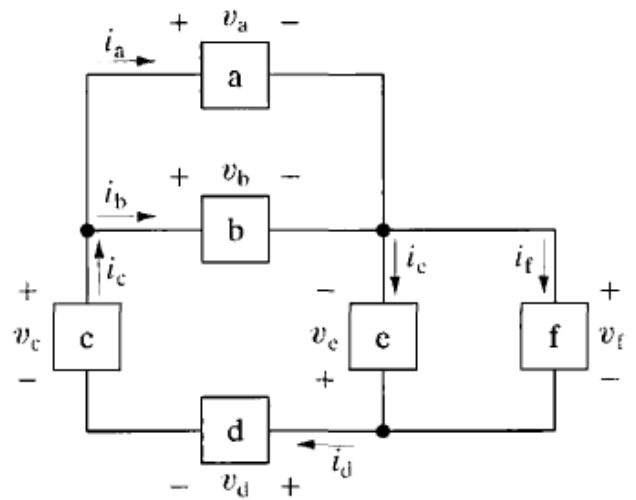 + v_a −
i_a
a
+ v_b −
i_b
b
i_c
+
v_c
−
c
−
v_e
+
e
i_e
i_f
f
+
v_f
−
d
i_d
− v_d +